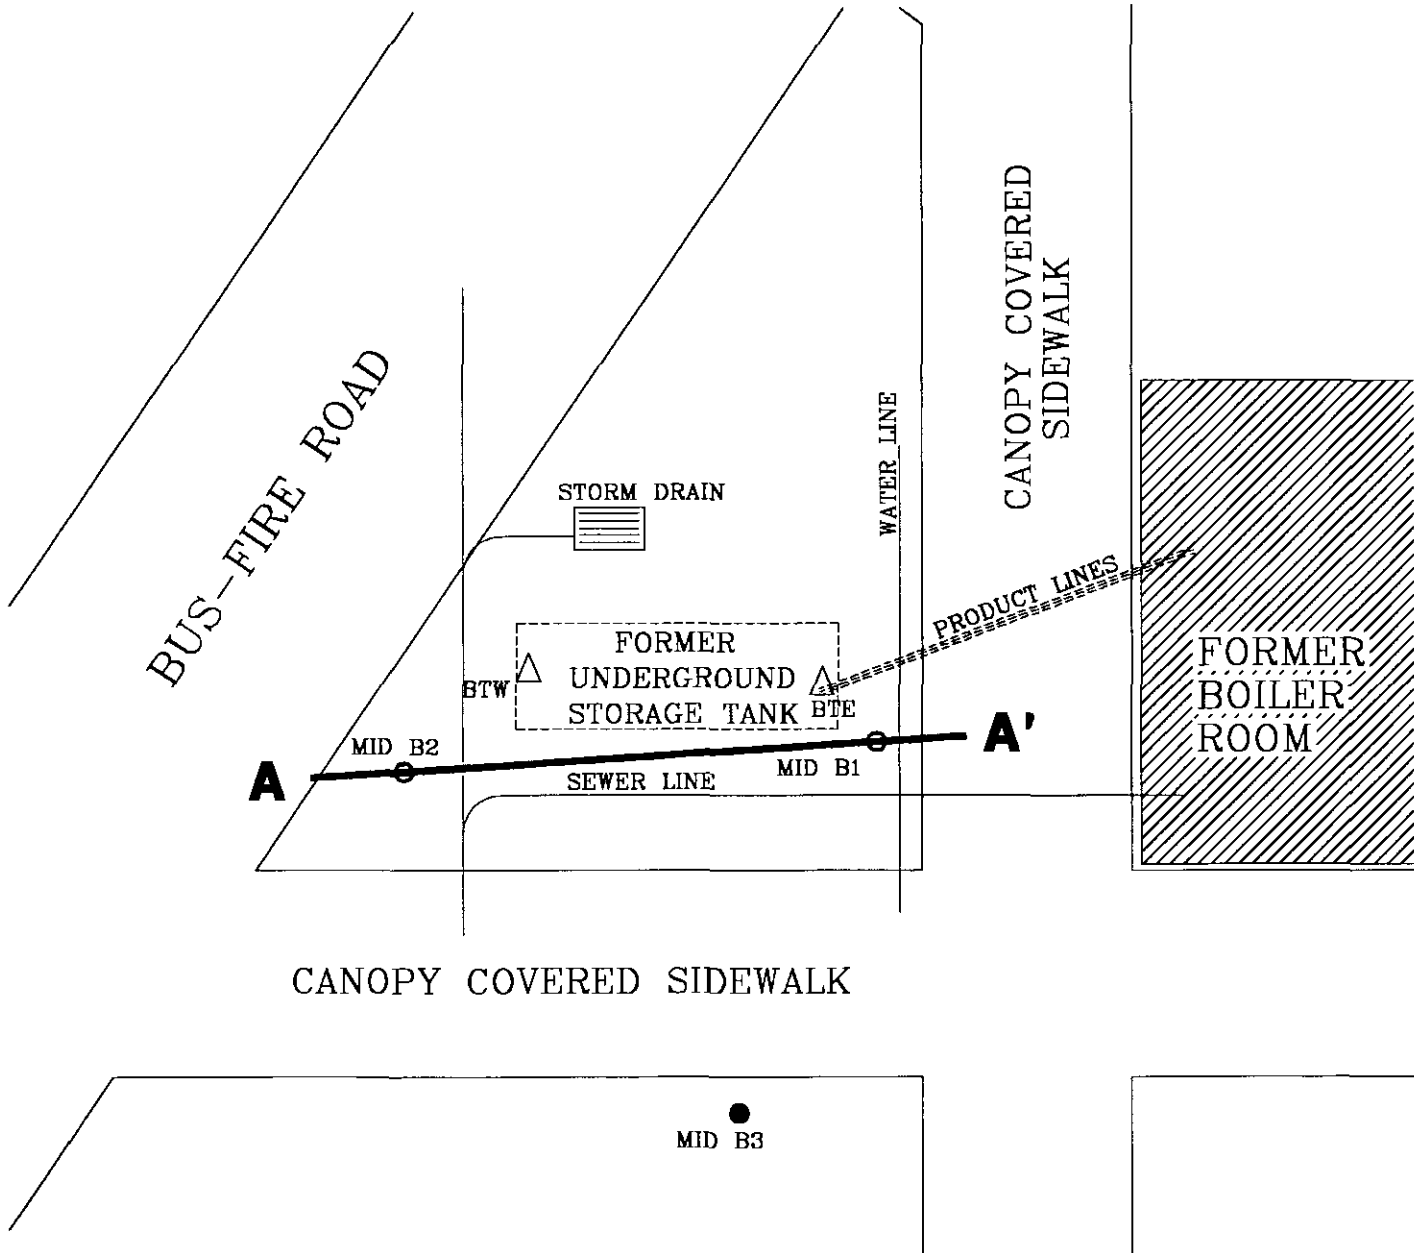 CANOPY COVERED
SIDEWALK
BUS-FIRE ROAD
WATER LINE
STORM DRAIN
PRODUCT LINES
FORMER
UNDERGROUND
STORAGE TANK
BTW
BTE
FORMER
BOILER
ROOM
A
MID B2
MID B1
A'
SEWER LINE
CANOPY COVERED SIDEWALK
MID B3